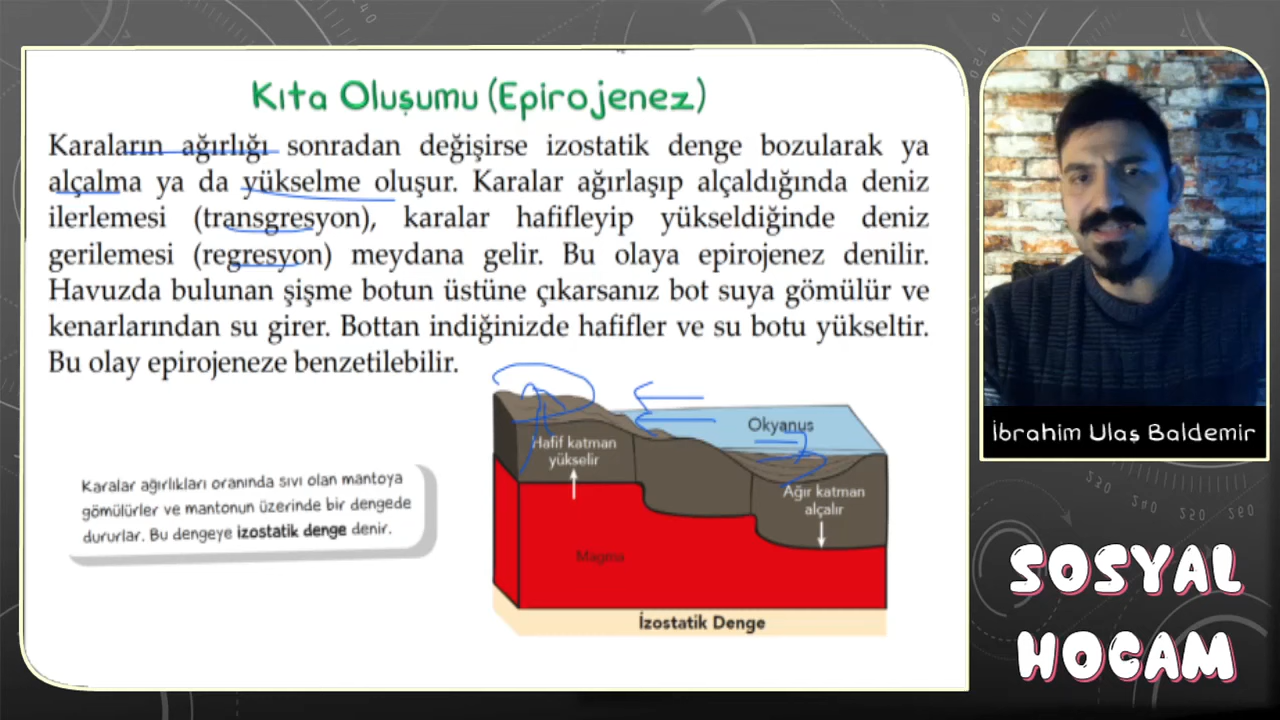 Kıta Oluşumu (Epirojenez)
Karaların ağırlığı sonradan değişirse izostatik denge bozularak ya
alçalma ya da yükselme oluşur. Karalar ağırlaşıp alçaldığında deniz
ilerlemesi (transgresyon), karalar hafifleyip yükseldiğinde deniz
gerilemesi (regresyon) meydana gelir. Bu olaya epirojenez denilir.
Havuzda bulunan şişme botun üstüne çıkarsanız bot suya gömülür ve
kenarlarından su girer. Bottan indiğinizde hafifler ve su botu yükseltir.
Bu olay epirojeneze benzetilebilir.
Karalar ağırlıkları oranında sıvı olan mantoya
gömülürler ve mantonun üzerinde bir dengede
dururlar. Bu dengeye izostatik denge denir.
Okyanus
Hafif katman
yükselir
Ağır katman
alçalır
Magma
İzostatik Denge
İbrahim Ulaş Baldemir
SOSYAL
HOCAM
230 240 250 260